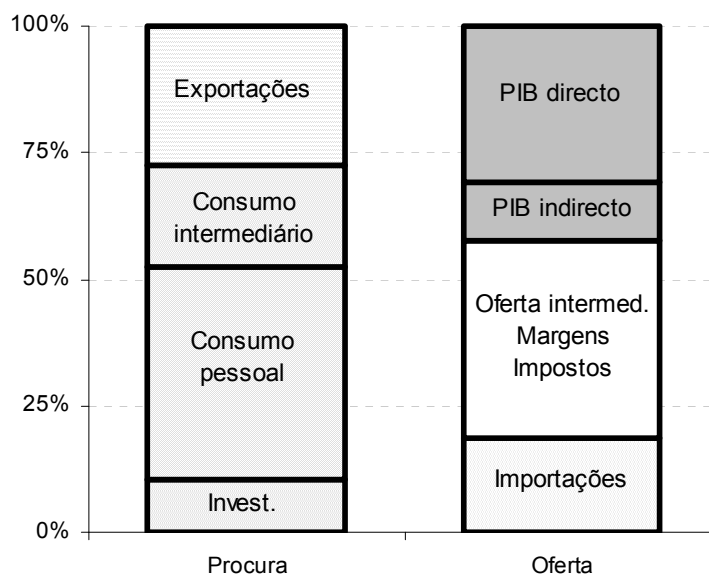 100%
75%
50%
25%
0%
Exportações
Consumo
intermediário
Consumo
pessoal
Invest.
PIB directo
PIB indirecto
Oferta intermed.
Margens
Impostos
Importações
Procura
Oferta